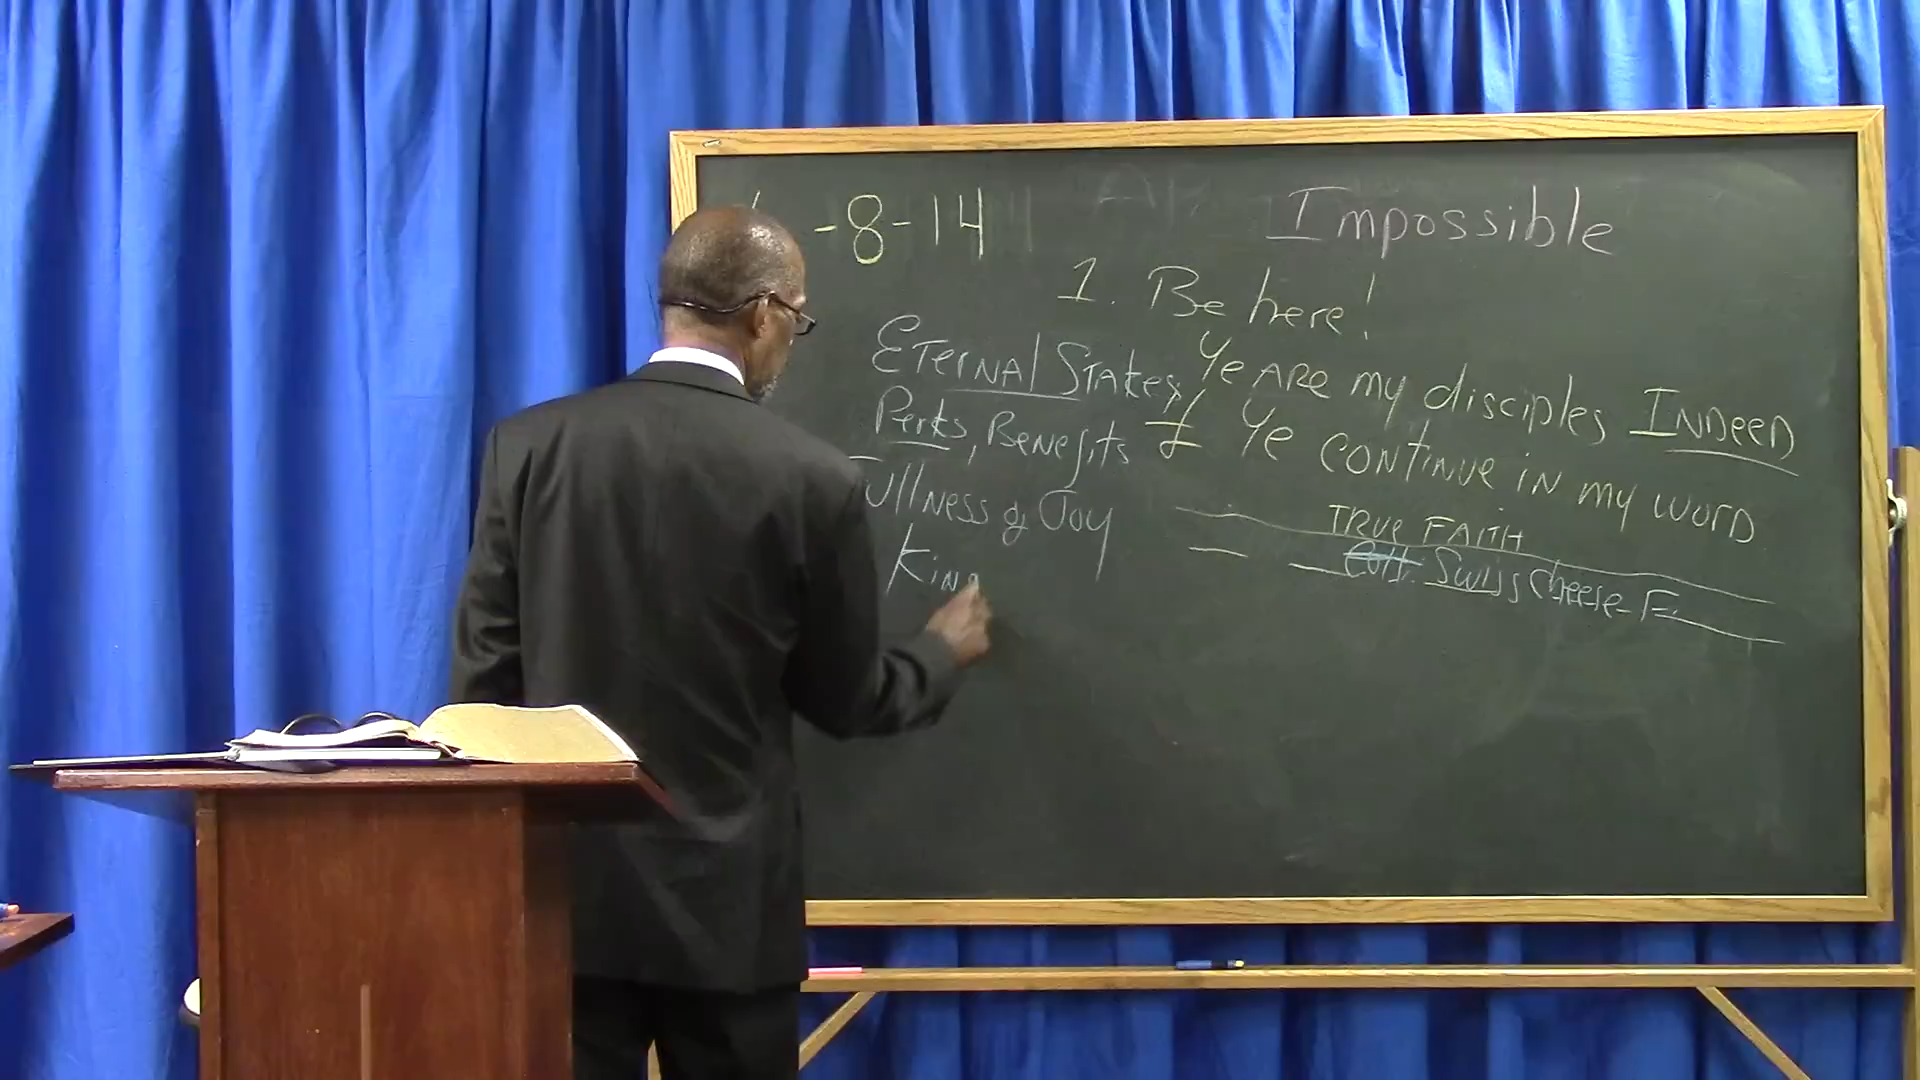 -8-14
Impossible
1. Be here!
Eternal Stakes,
Perks, Benefits
ullness of Joy
King
Ye are my disciples INDEED
If Ye continue in my word
TRUE FAITH
Swiss Cheese F.